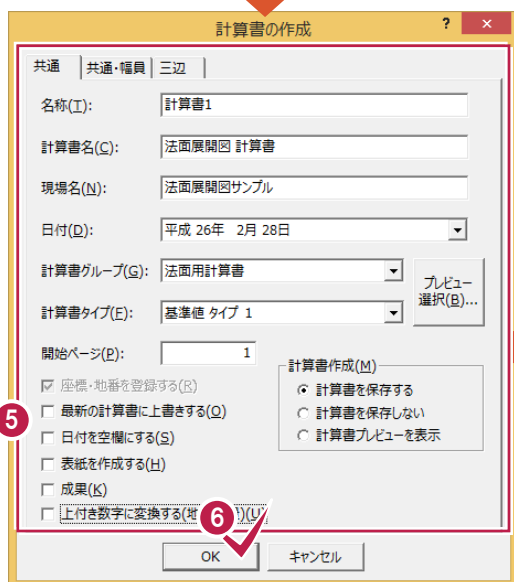 計算書の作成 ? ×
共通 共通・幅員 三辺
名称(T): 計算書1
計算書名(C): 法面展開図 計算書
現場名(N): 法面展開図サンプル
日付(D): 平成 26年 2月 28日
計算書グループ(G): 法面用計算書
プレビュー
選択(B)...
計算書タイプ(F): 基準値 タイプ 1
開始ページ(P): 1
計算書作成(M)
座標・地番を登録する(R)
計算書を保存する
5
最新の計算書に上書きする(O)
計算書を保存しない
日付を空欄にする(S)
計算書プレビューを表示
表紙を作成する(H)
成果(K)
上付き数字に変換する(地 )(U)
6
OK キャンセル